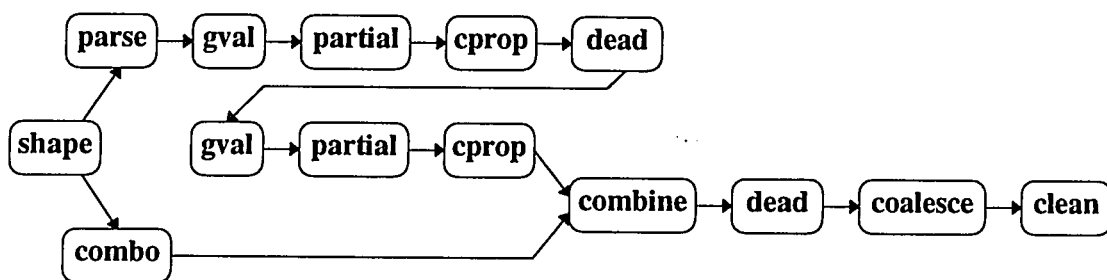 parse gval partial cprop dead
shape gval partial cprop
combine dead coalesce clean
combo